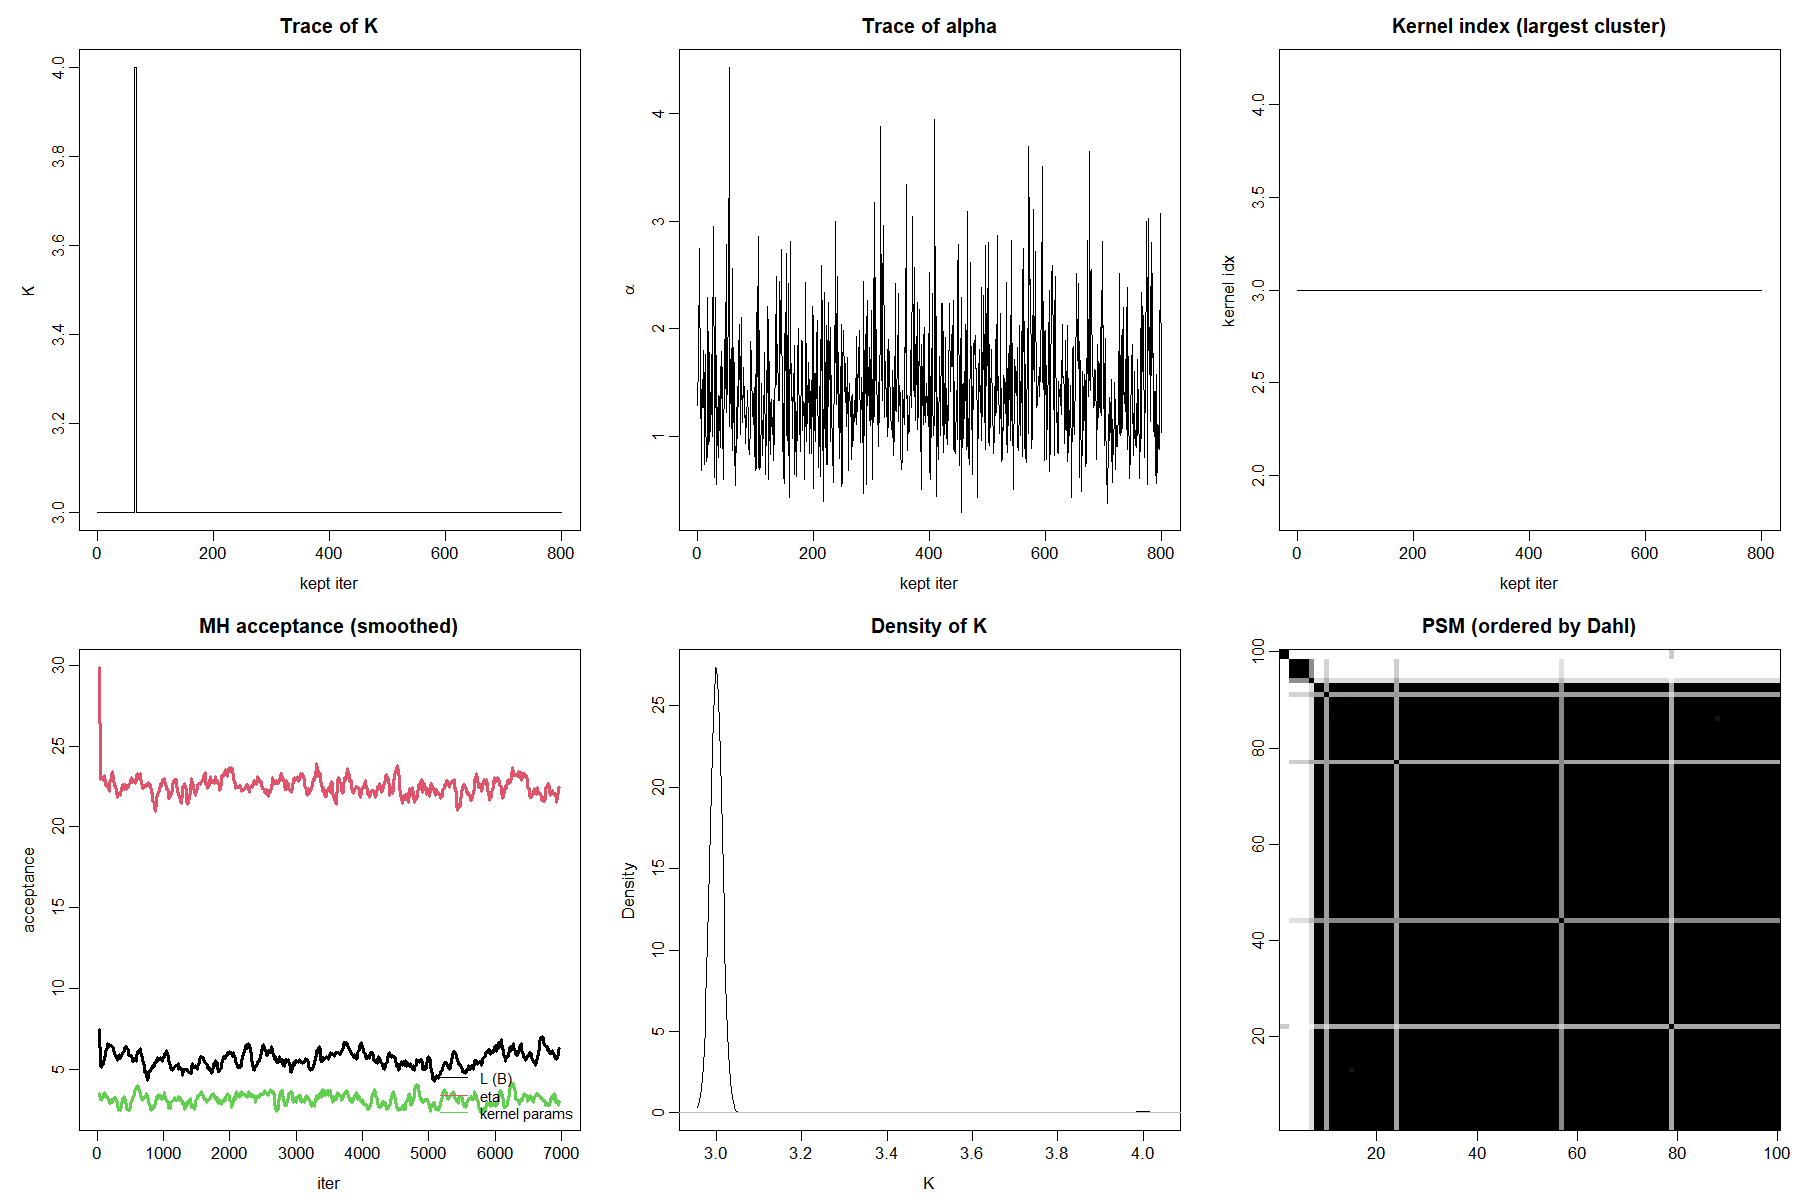 Trace of K
K
3.0 3.2 3.4 3.6 3.8 4.0
0 200 400 600 800
kept iter
Trace of alpha
α
1 2 3 4
0 200 400 600 800
kept iter
Kernel index (largest cluster)
kernel idx
2.0 2.5 3.0 3.5 4.0
0 200 400 600 800
kept iter
MH acceptance (smoothed)
acceptance
5 10 15 20 25 30
L (B)
eta
kernel params
0 1000 2000 3000 4000 5000 6000 7000
iter
Density of K
Density
0 5 10 15 20 25
3.0 3.2 3.4 3.6 3.8 4.0
K
PSM (ordered by Dahl)
20 40 60 80 100
20 40 60 80 100